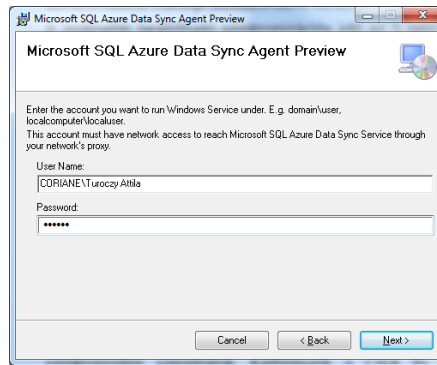 Microsoft SQL Azure Data Sync Agent Preview
Microsoft SQL Azure Data Sync Agent Preview
Enter the account you want to run Windows Service under. E.g. domain\user,
localcomputer\localuser.
This account must have network access to reach Microsoft SQL Azure Data Sync Service through
your network's proxy.
User Name:
CORIANE\Turoczy Attila
Password:
••••••
Cancel
< Back
Next >